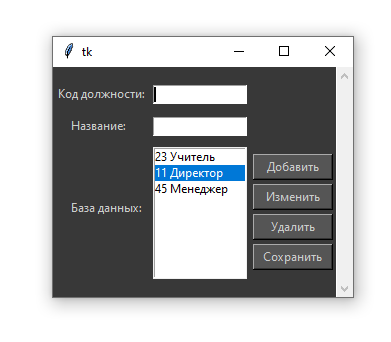 tk
Код должности:
Название:
База данных:
23 Учитель
11 Директор
45 Менеджер
Добавить
Изменить
Удалить
Сохранить